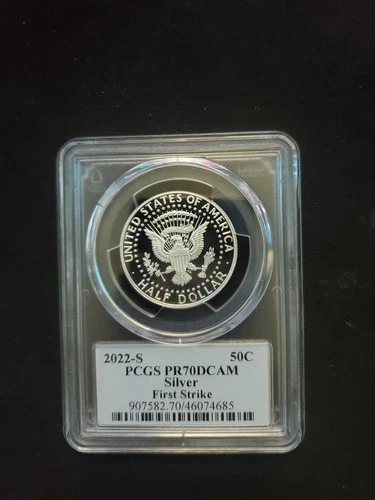 UNITED STATES OF AMERICA
HALF DOLLAR
2022-S 50C
PCGS PR70DCAM
Silver
First Strike
907582.70/46074685